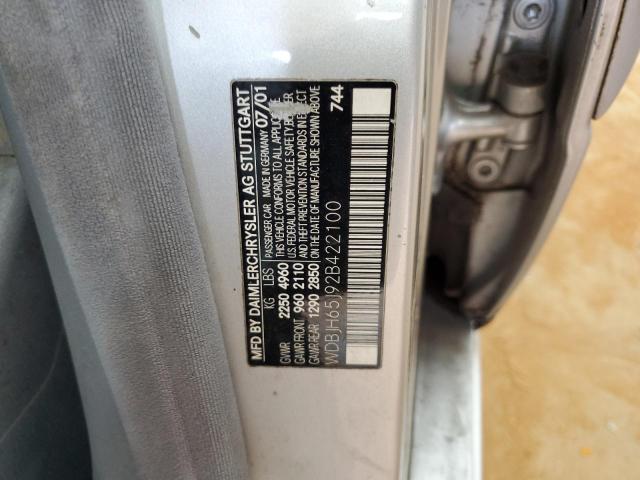 MFD BY DAIMLERCHRYSLER AG STUTTGART
KG LBS PASSENGER CAR MADE IN GERMANY 07/01
GVWR 2250 4960 THIS VEHICLE CONFORMS TO ALL APPLICABLE
GAWR FRONT 960 2110 U.S. FEDERAL MOTOR VEHICLE SAFETY, BUMPER
GAWR REAR 1290 2850 AND THEFT PREVENTION STANDARDS IN EFFECT
ON THE DATE OF MANUFACTURE SHOWN ABOVE
WDBJH65J92B422100 744